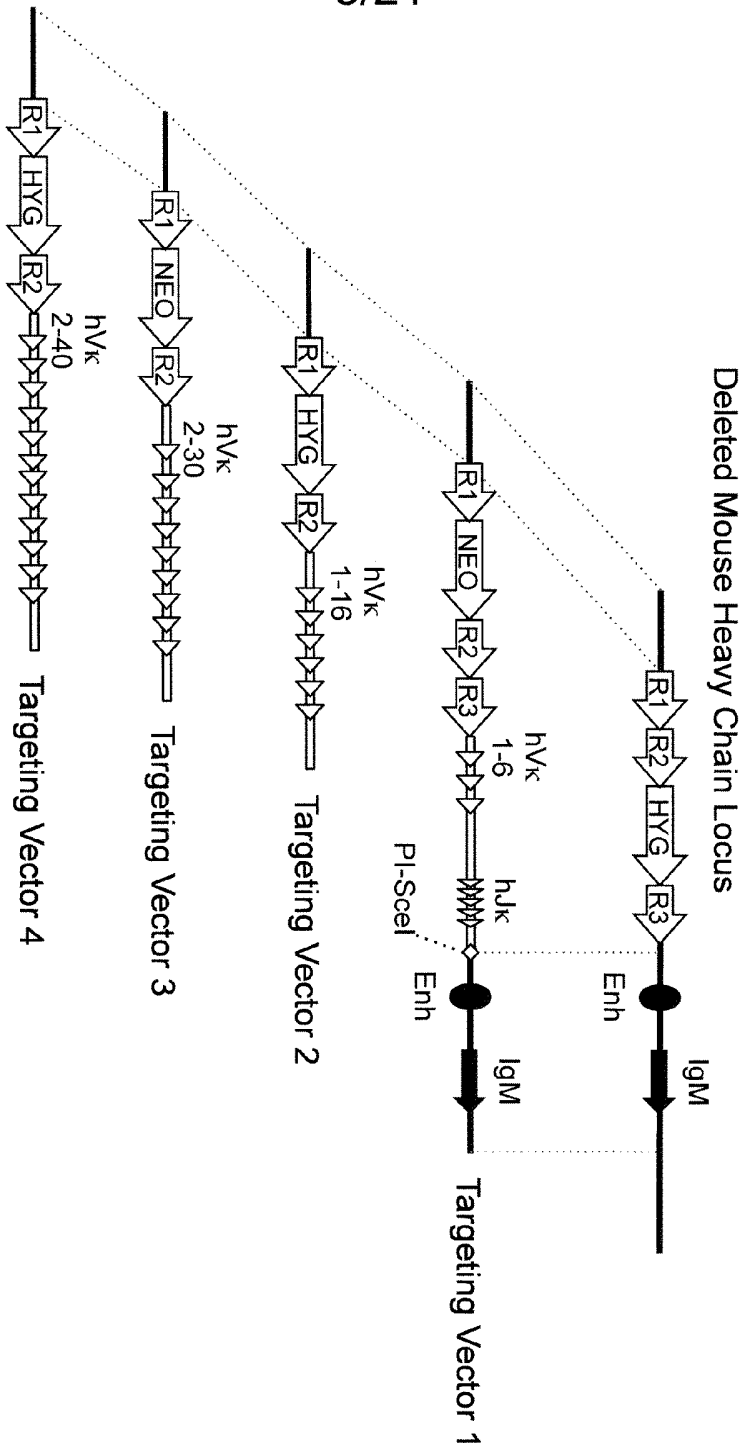 Deleted Mouse Heavy Chain Locus
R1 R2 HYG R3 Enh IgM
R1 NEO R2 R3 hVκ 1-6 hJκ PI-SceI Enh IgM
Targeting Vector 1
R1 HYG R2 hVκ 1-16
Targeting Vector 2
R1 NEO R2 hVκ 2-30
Targeting Vector 3
R1 HYG R2 hVκ 2-40
Targeting Vector 4